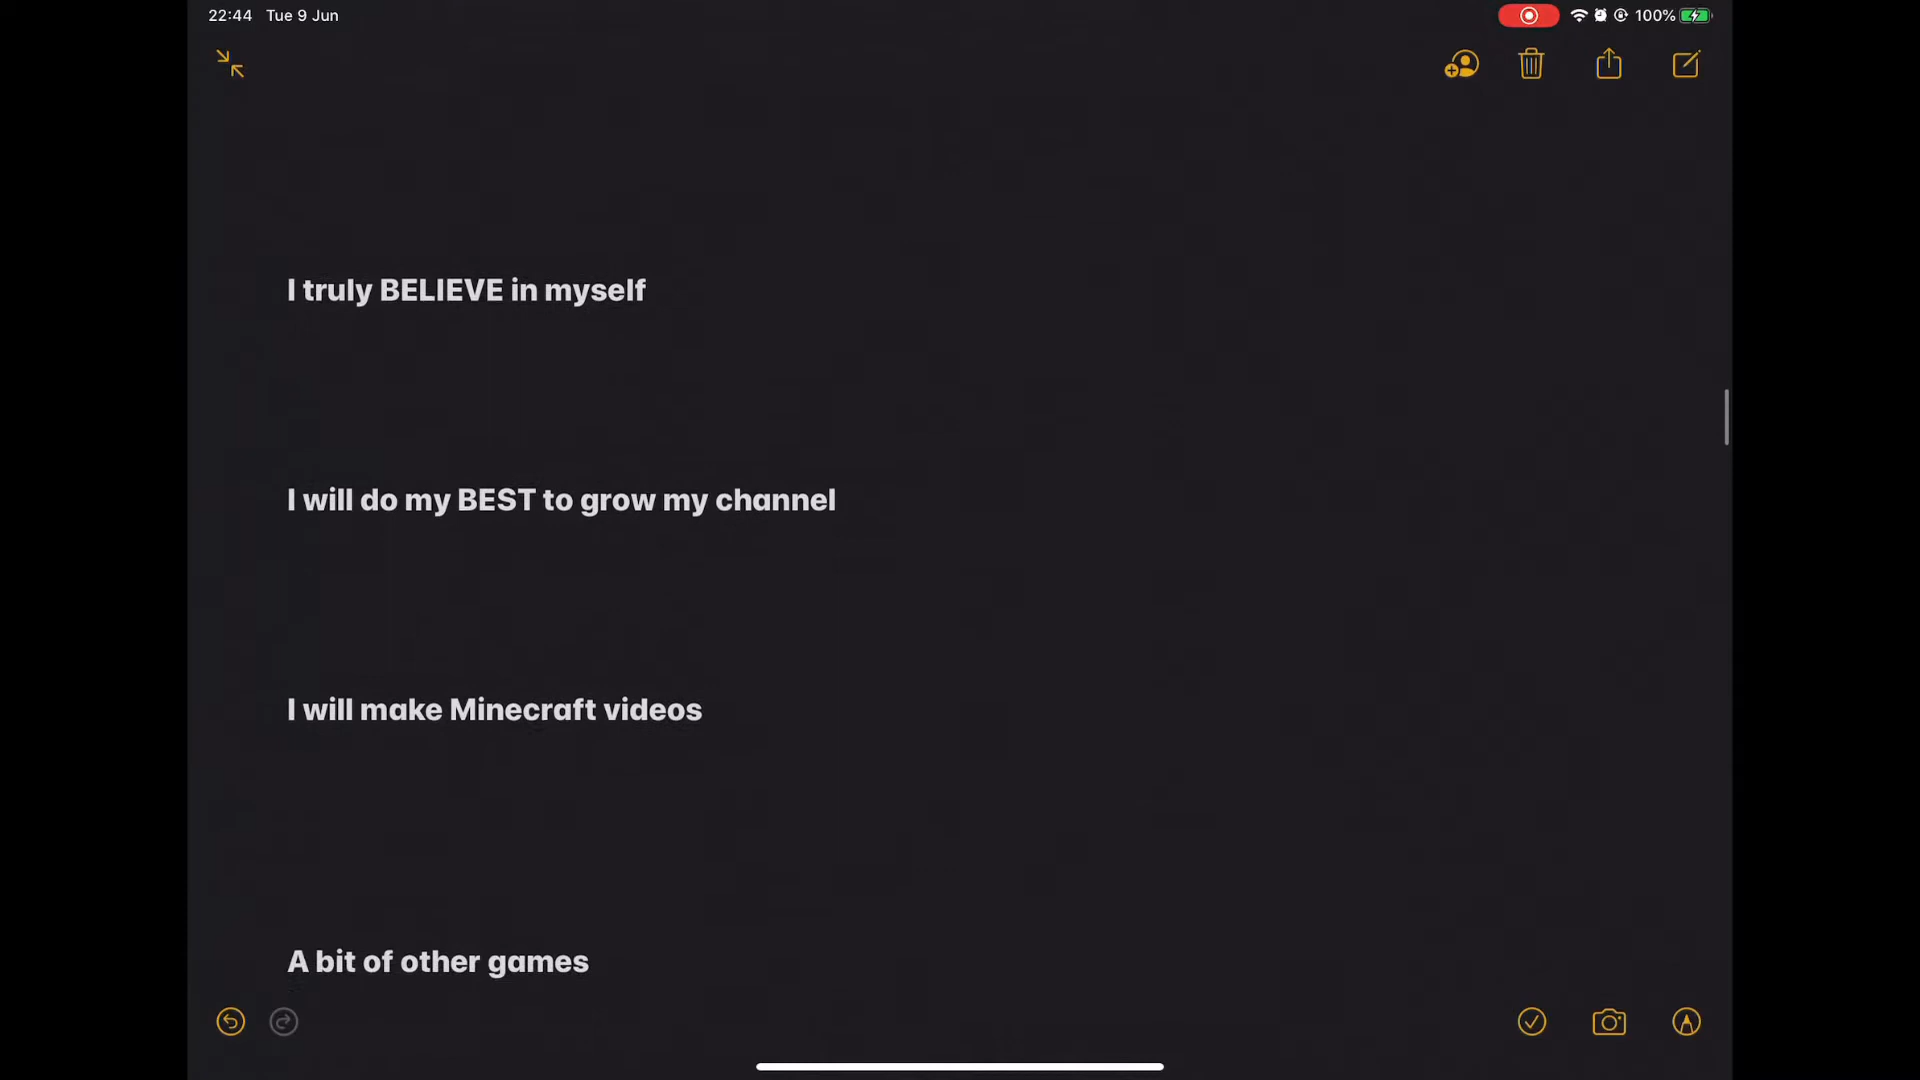 22:44 Tue 9 Jun 100%
I truly BELIEVE in myself
I will do my BEST to grow my channel
I will make Minecraft videos
A bit of other games